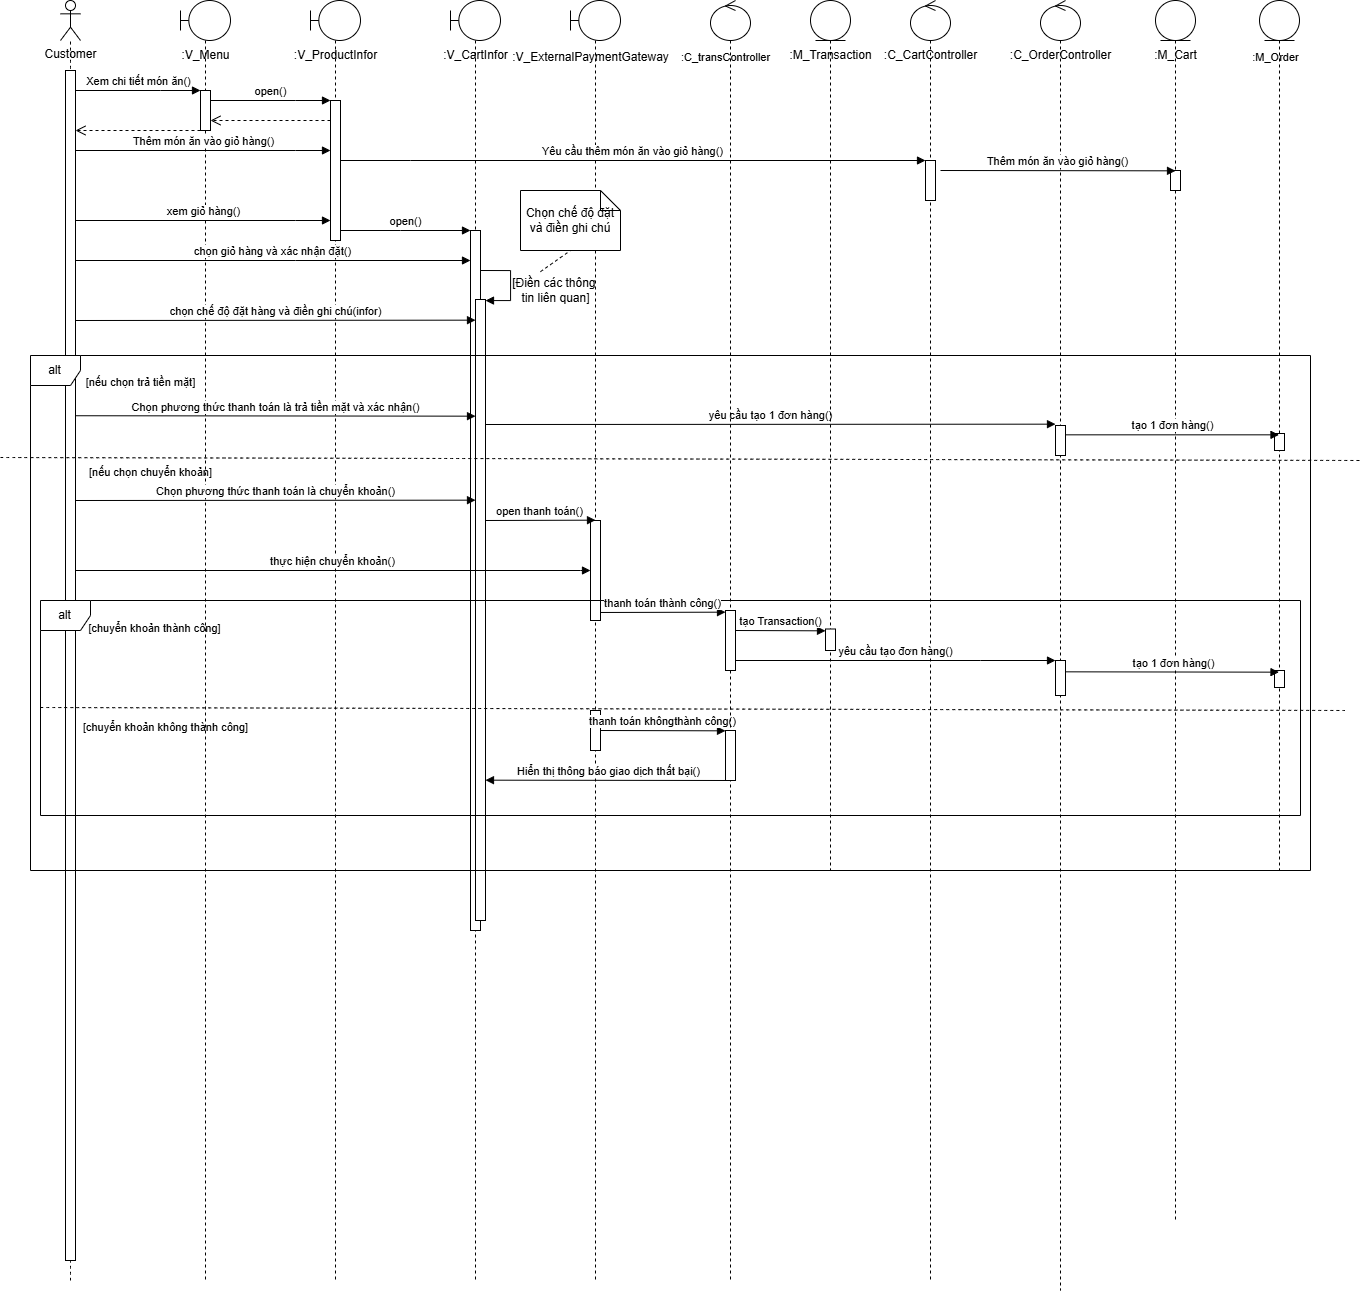 Customer
:V_Menu
:V_ProductInfor
:V_CartInfor
:V_ExternalPaymentGateway
:C_transController
:M_Transaction
:C_CartController
:C_OrderController
:M_Cart
:M_Order
Xem chi tiết món ăn()
open()
Thêm món ăn vào giỏ hàng()
Yêu cầu thêm món ăn vào giỏ hàng()
Thêm món ăn vào giỏ hàng()
Chọn chế độ đặt
và điền ghi chú
xem giỏ hàng()
open()
chọn giỏ hàng và xác nhận đặt()
[Điền các thông
tin liên quan]
chọn chế độ đặt hàng và điền ghi chú(infor)
alt
[nếu chọn trả tiền mặt]
Chọn phương thức thanh toán là trả tiền mặt và xác nhận()
yêu cầu tạo 1 đơn hàng()
tạo 1 đơn hàng()
[nếu chọn chuyển khoản]
Chọn phương thức thanh toán là chuyển khoản()
open thanh toán()
thực hiện chuyển khoản()
alt
[chuyển khoản thành công]
thanh toán thành công()
tạo Transaction()
yêu cầu tạo đơn hàng()
tạo 1 đơn hàng()
[chuyển khoản không thành công]
thanh toán khôngthành công()
Hiển thị thông báo giao dịch thất bại()